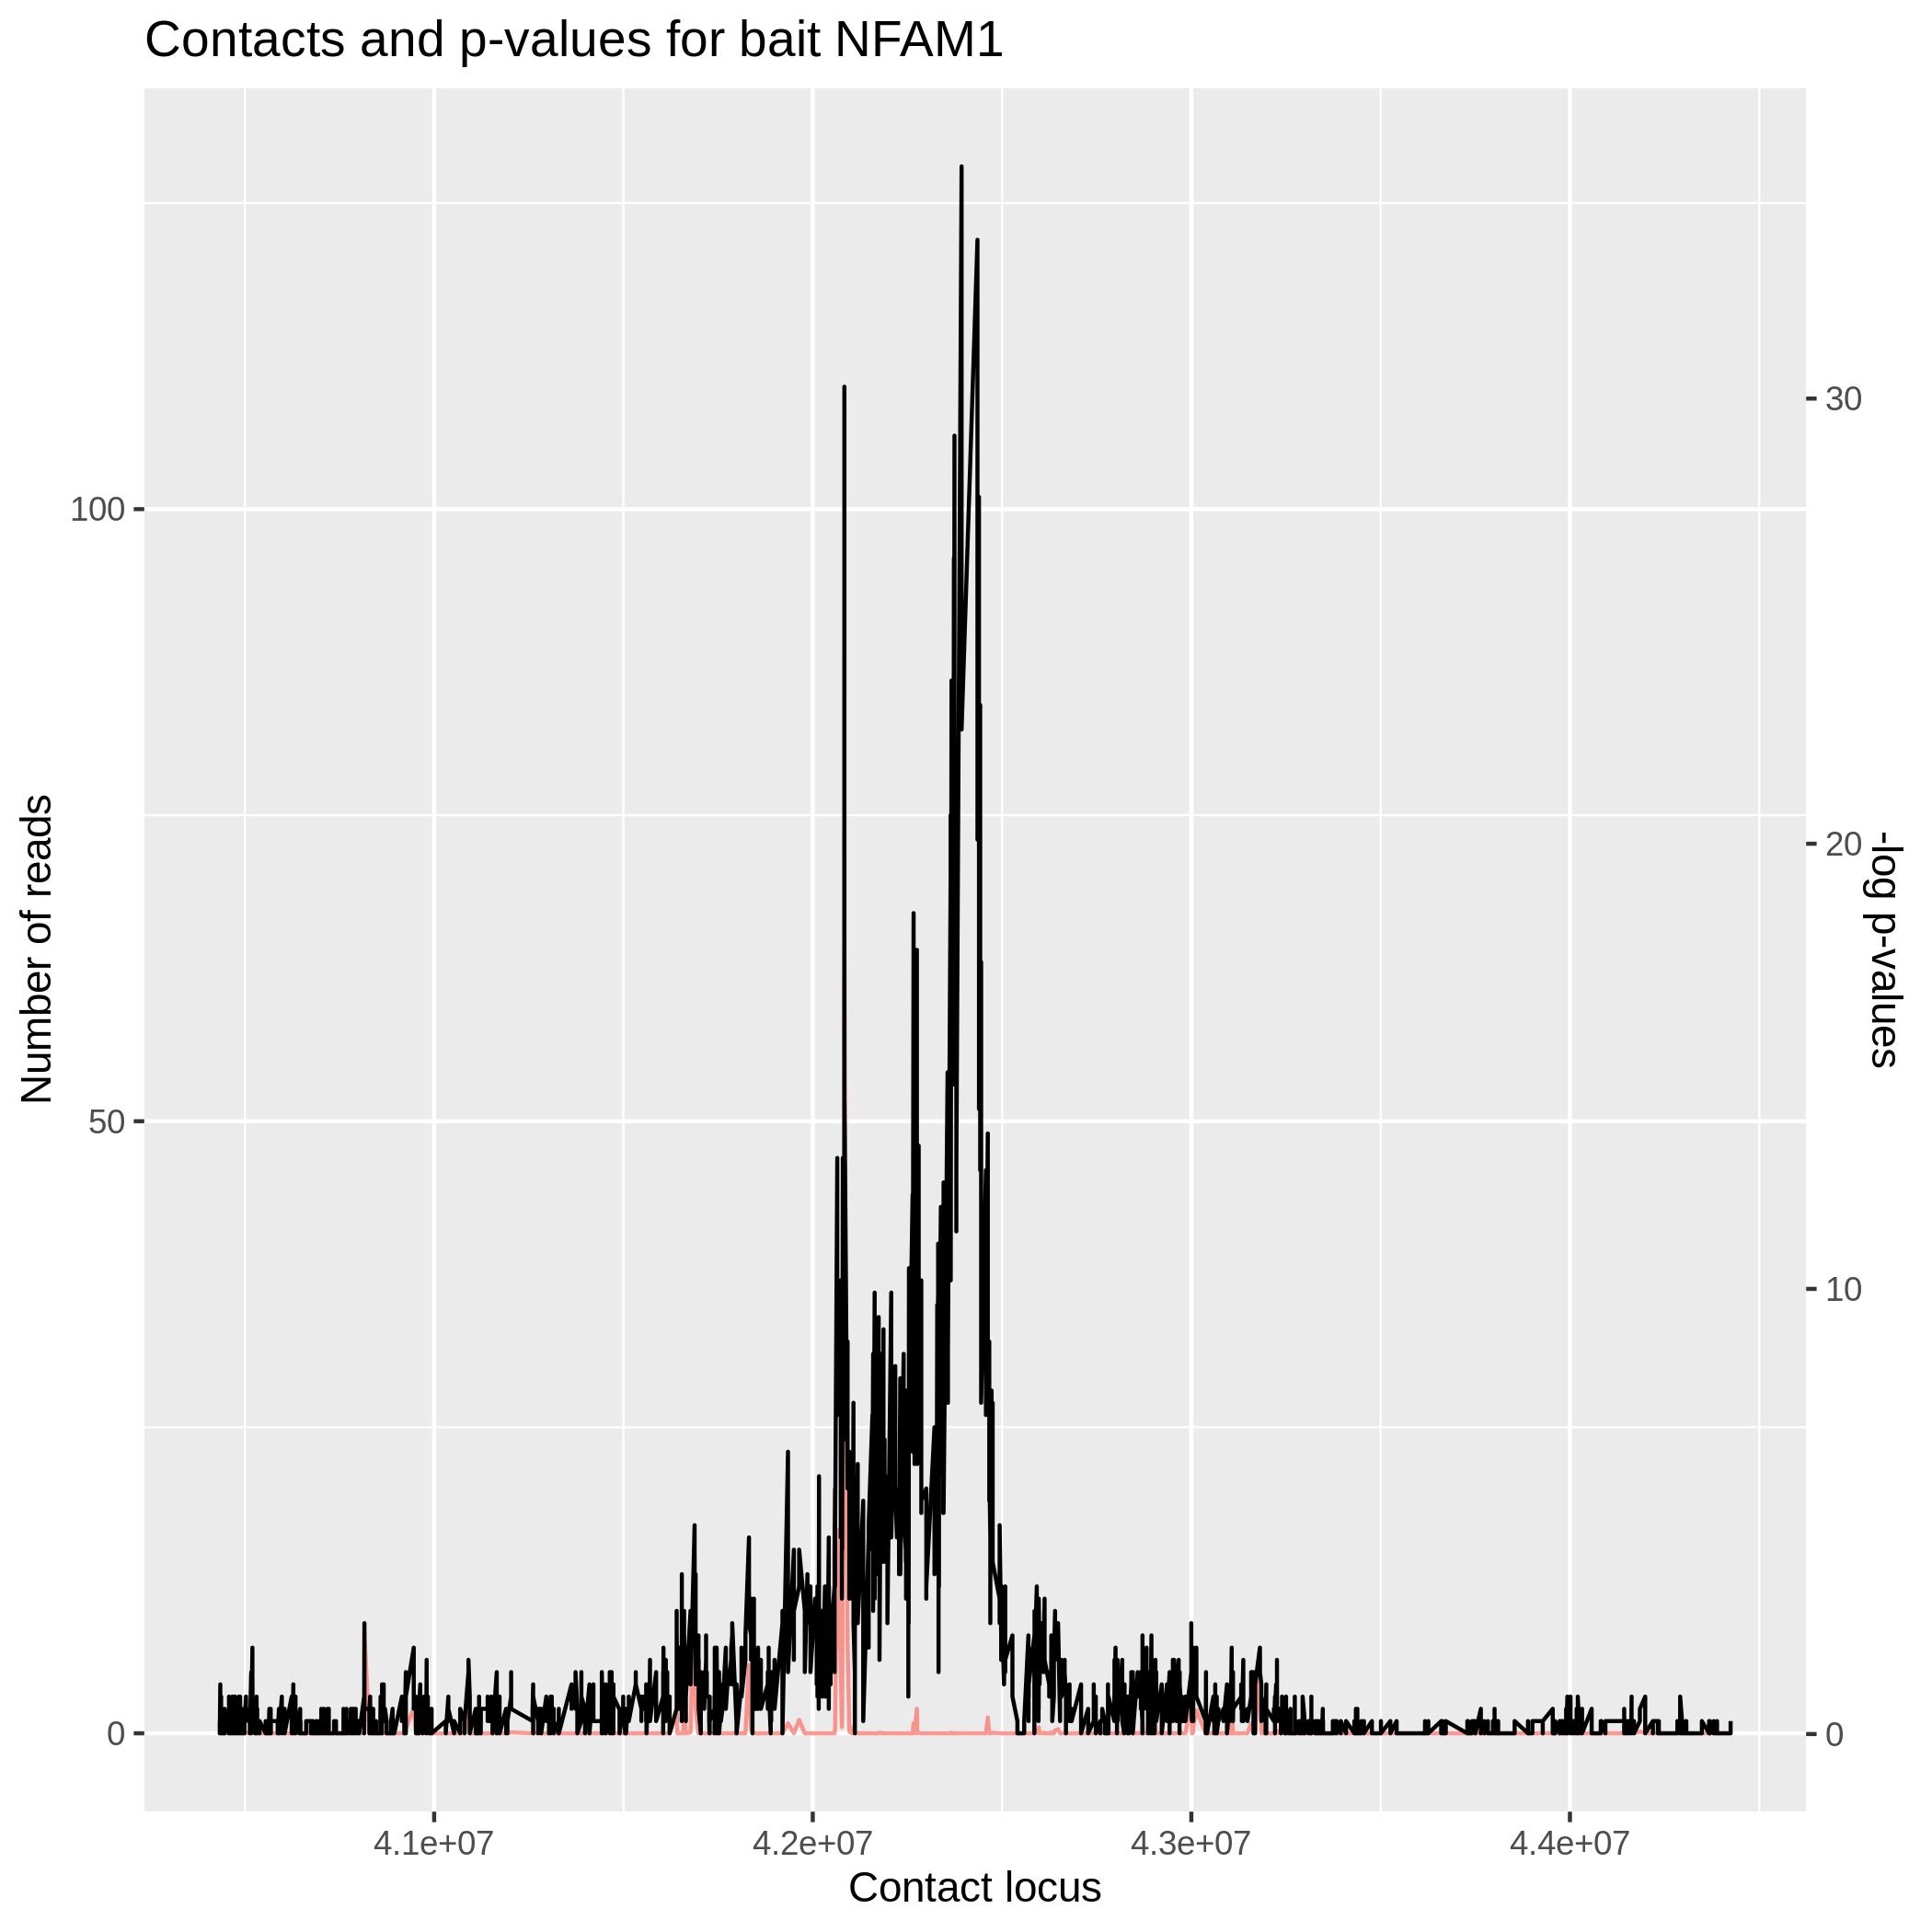 Contacts and p-values for bait NFAM1
Number of reads
100
50
0
30
20
10
0
-log p-values
4.1e+07
4.2e+07
4.3e+07
4.4e+07
Contact locus